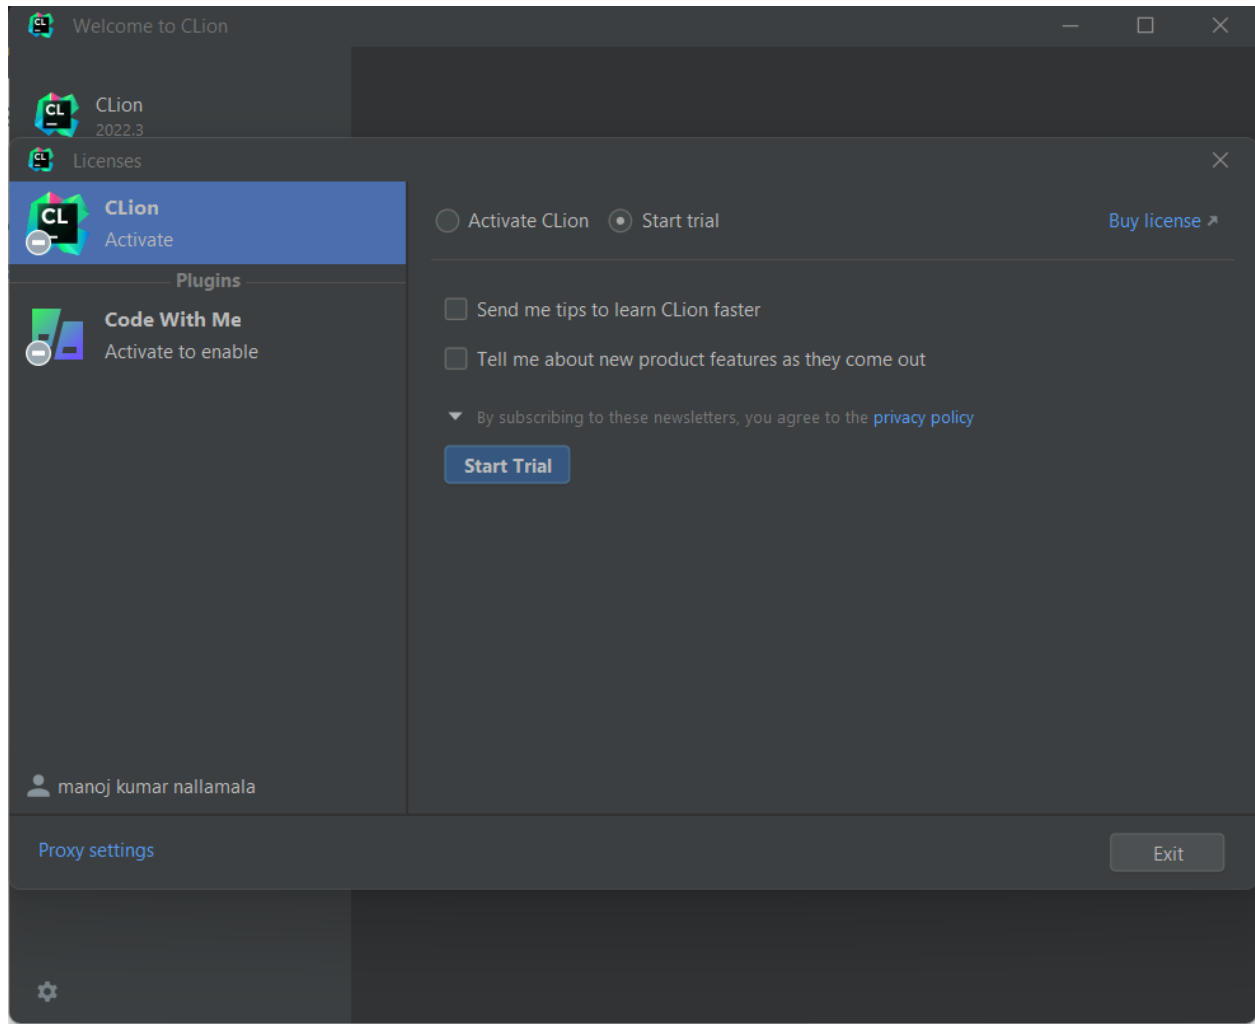 Welcome to CLion
CL
CLion
2022.3
Licenses
CL
CLion
Activate
Plugins
Code With Me
Activate to enable
manoj kumar nallamala
Activate CLion
Start trial
Buy license
Send me tips to learn CLion faster
Tell me about new product features as they come out
By subscribing to these newsletters, you agree to the privacy policy
Start Trial
Proxy settings
Exit